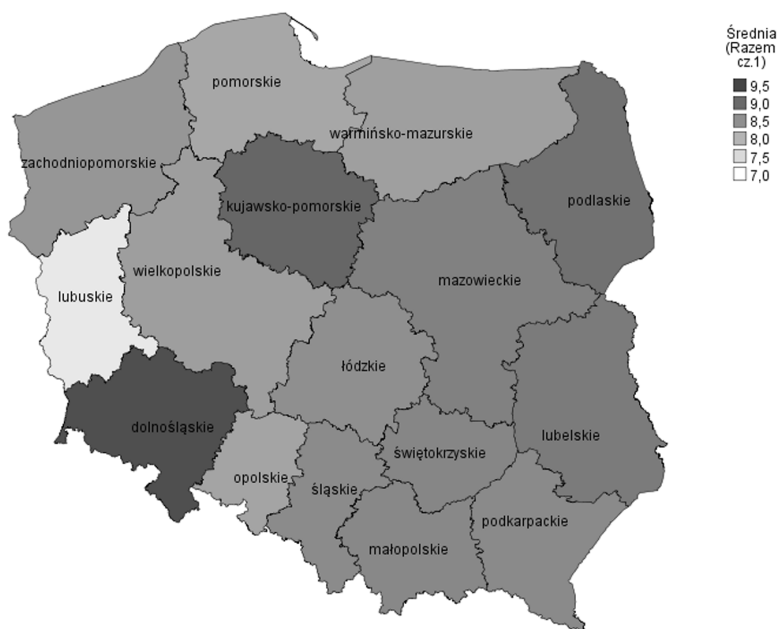 Średnia
(Razem
cz.1)
9,5
9,0
8,5
8,0
7,5
7,0
pomorskie
warmińsko-mazurskie
zachodniopomorskie
podlaskie
kujawsko-pomorskie
wielkopolskie
mazowieckie
lubuskie
łódzkie
dolnośląskie
lubelskie
świętokrzyskie
opolskie
śląskie
podkarpackie
małopolskie